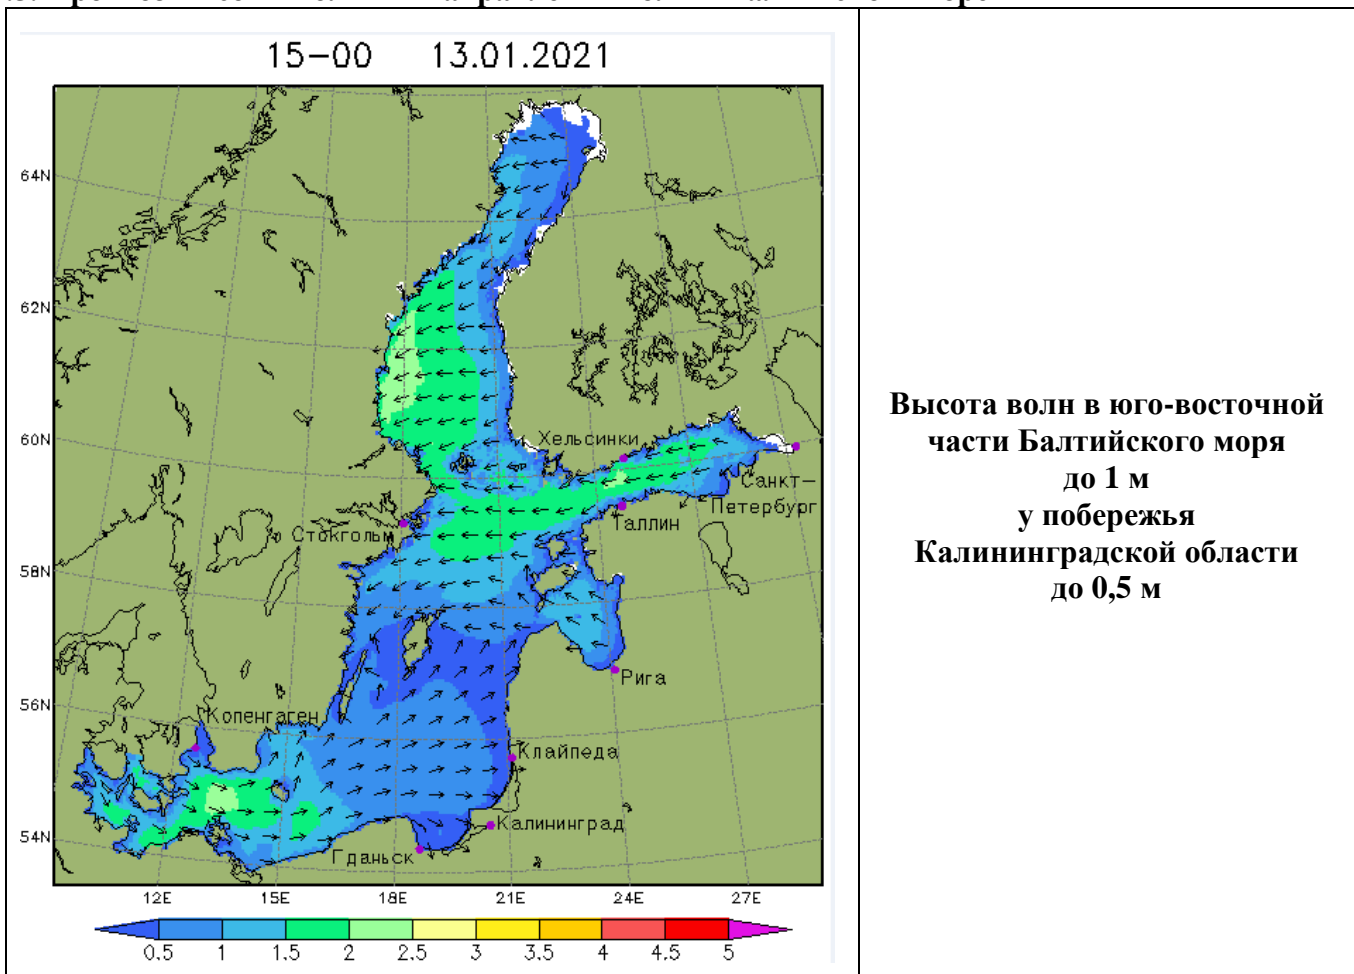 15-00 13.01.2021
64N
62N
60N
58N
56N
54N
Хельсинки
Санкт-
Петербург
Таллин
Стокгольм
Рига
Копенгаген
Клайпеда
Калининград
Гданьск
12E 15E 18E 21E 24E 27E
0.5 1 1.5 2 2.5 3 3.5 4 4.5 5
Высота волн в юго-восточной
части Балтийского моря
до 1 м
у побережья
Калининградской области
до 0,5 м